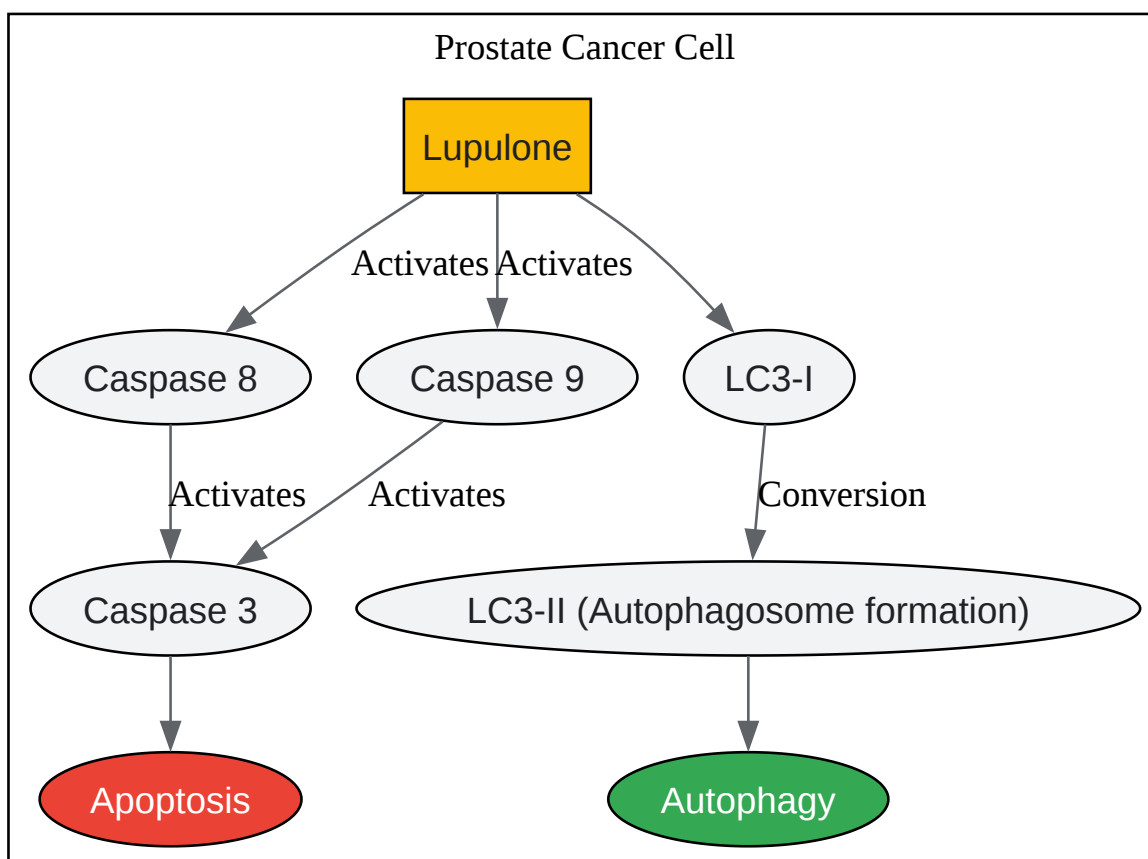 Prostate Cancer Cell
Lupulone
Activates
Activates
Caspase 8
Caspase 9
LC3-I
Activates
Activates
Conversion
Caspase 3
LC3-II (Autophagosome formation)
Apoptosis
Autophagy